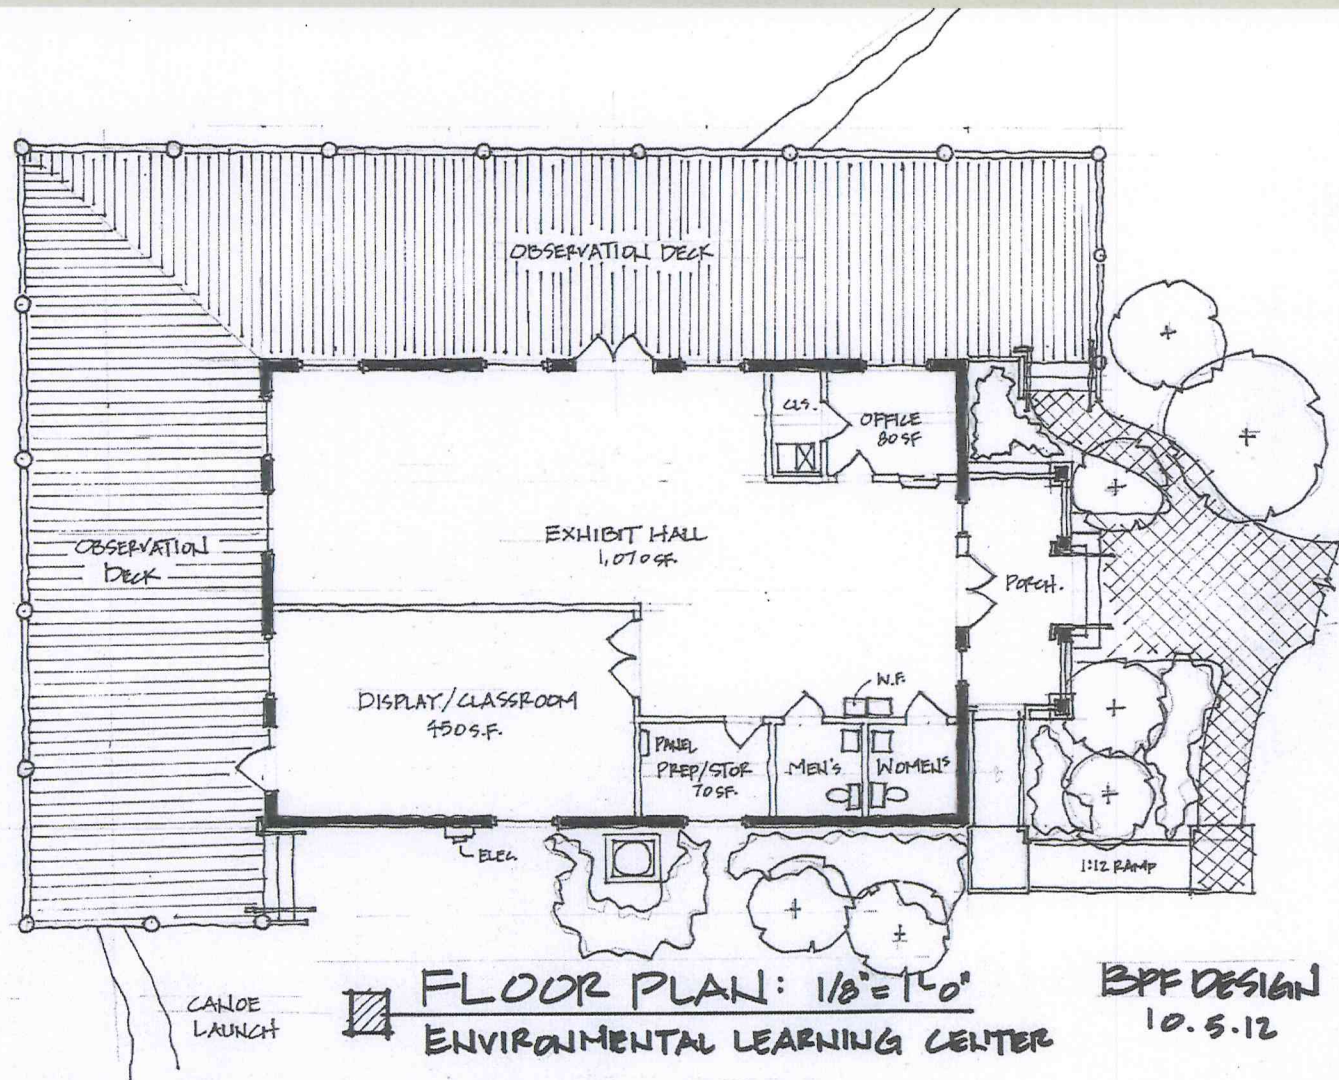 OBSERVATION DECK
CLS.
OFFICE
80 SF
EXHIBIT HALL
1,070 SF.
OBSERVATION
DECK
PORCH.
W.F.
DISPLAY/CLASSROOM
450 S.F.
PANEL
PREP/STOR
70 SF.
MEN'S
WOMENS
ELEC.
1:12 RAMP
CANOE
LAUNCH
FLOOR PLAN: 1/8"=1'-0"
ENVIRONMENTAL LEARNING CENTER
BPF DESIGN
10.5.12